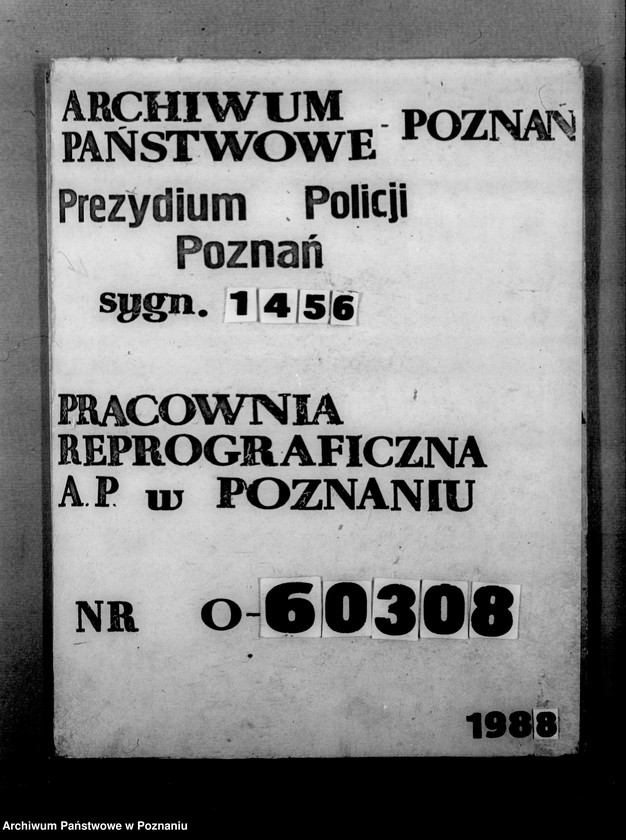 ARCHIWUM
PAŃSTWOWE - POZNAŃ
Prezydium Policji
Poznań
sygn. 1456
PRACOWNIA
REPROGRAFICZNA
A.P. w POZNANIU
NR O-60308
1988
Archiwum Państwowe w Poznaniu